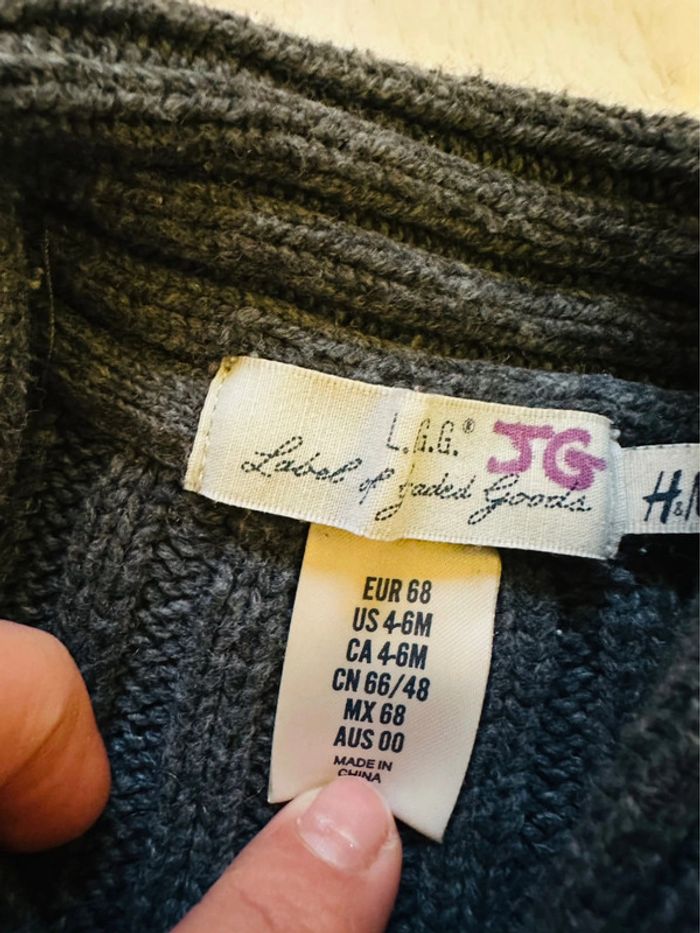 L.G.G.® JG
Label of Graded Goods
H&M
EUR 68
US 4-6M
CA 4-6M
CN 66/48
MX 68
AUS 00
MADE IN
CHINA